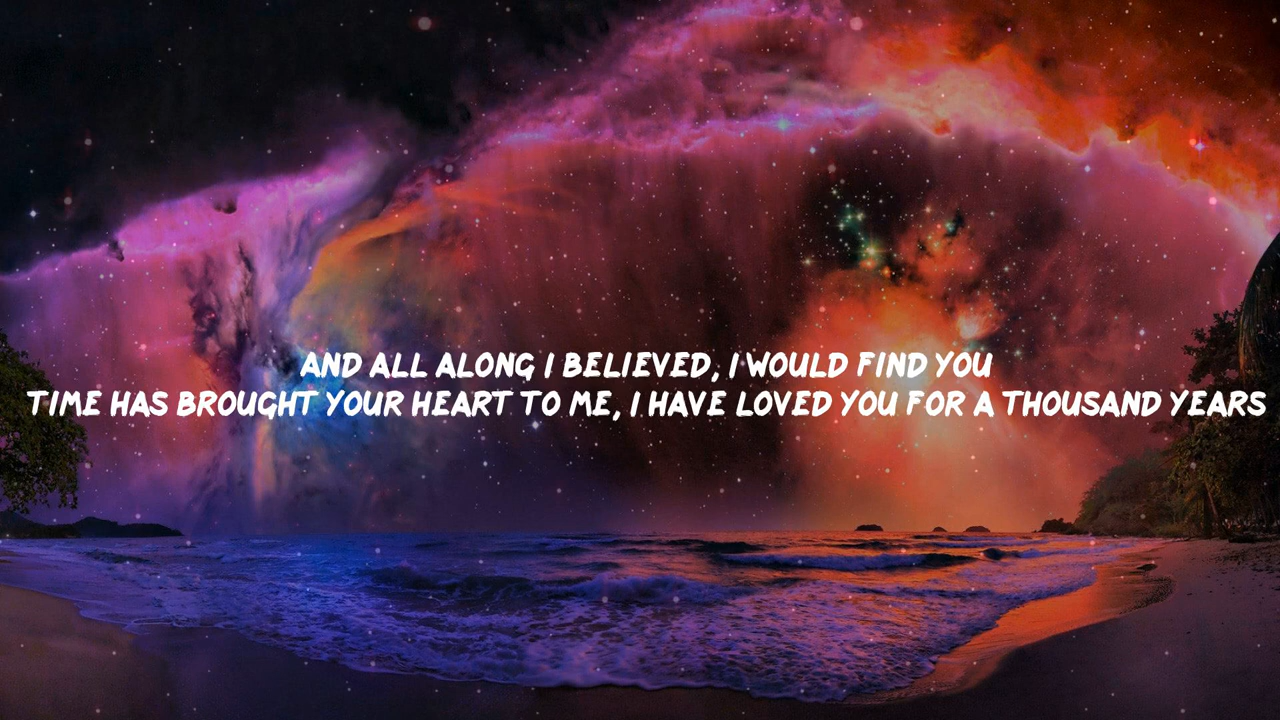 AND ALL ALONG I BELIEVED, I WOULD FIND YOU
TIME HAS BROUGHT YOUR HEART TO ME, I HAVE LOVED YOU FOR A THOUSAND YEARS